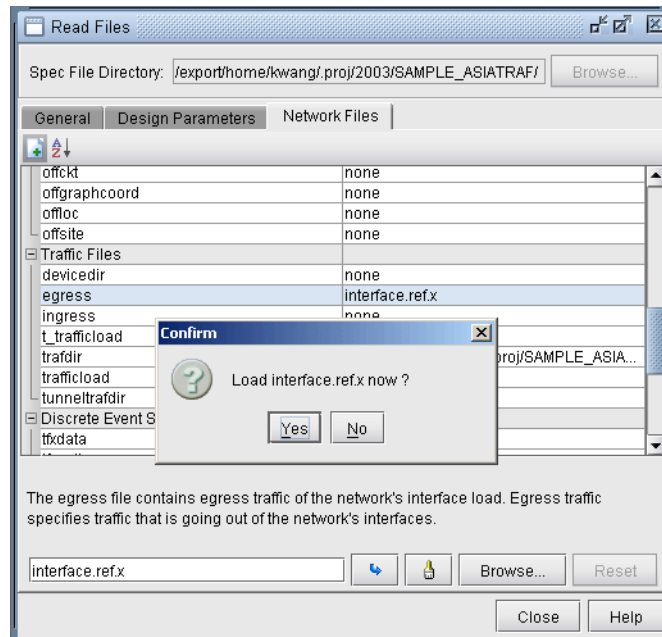 Read Files
Spec File Directory: /export/home/kwang/.proj/2003/SAMPLE_ASIATRAF/ Browse...
General Design Parameters Network Files
offckt none
offgraphcoord none
offloc none
offsite none
Traffic Files
devicedir none
egress interface.ref.x
ingress none
t_trafficload
trafdir proj/SAMPLE_ASIA...
trafficload
tunneltrafdir
Discrete Event S
tfxdata
Confirm
Load interface.ref.x now ?
Yes No
The egress file contains egress traffic of the network's interface load. Egress traffic
specifies traffic that is going out of the network's interfaces.
interface.ref.x Browse... Reset
Close Help